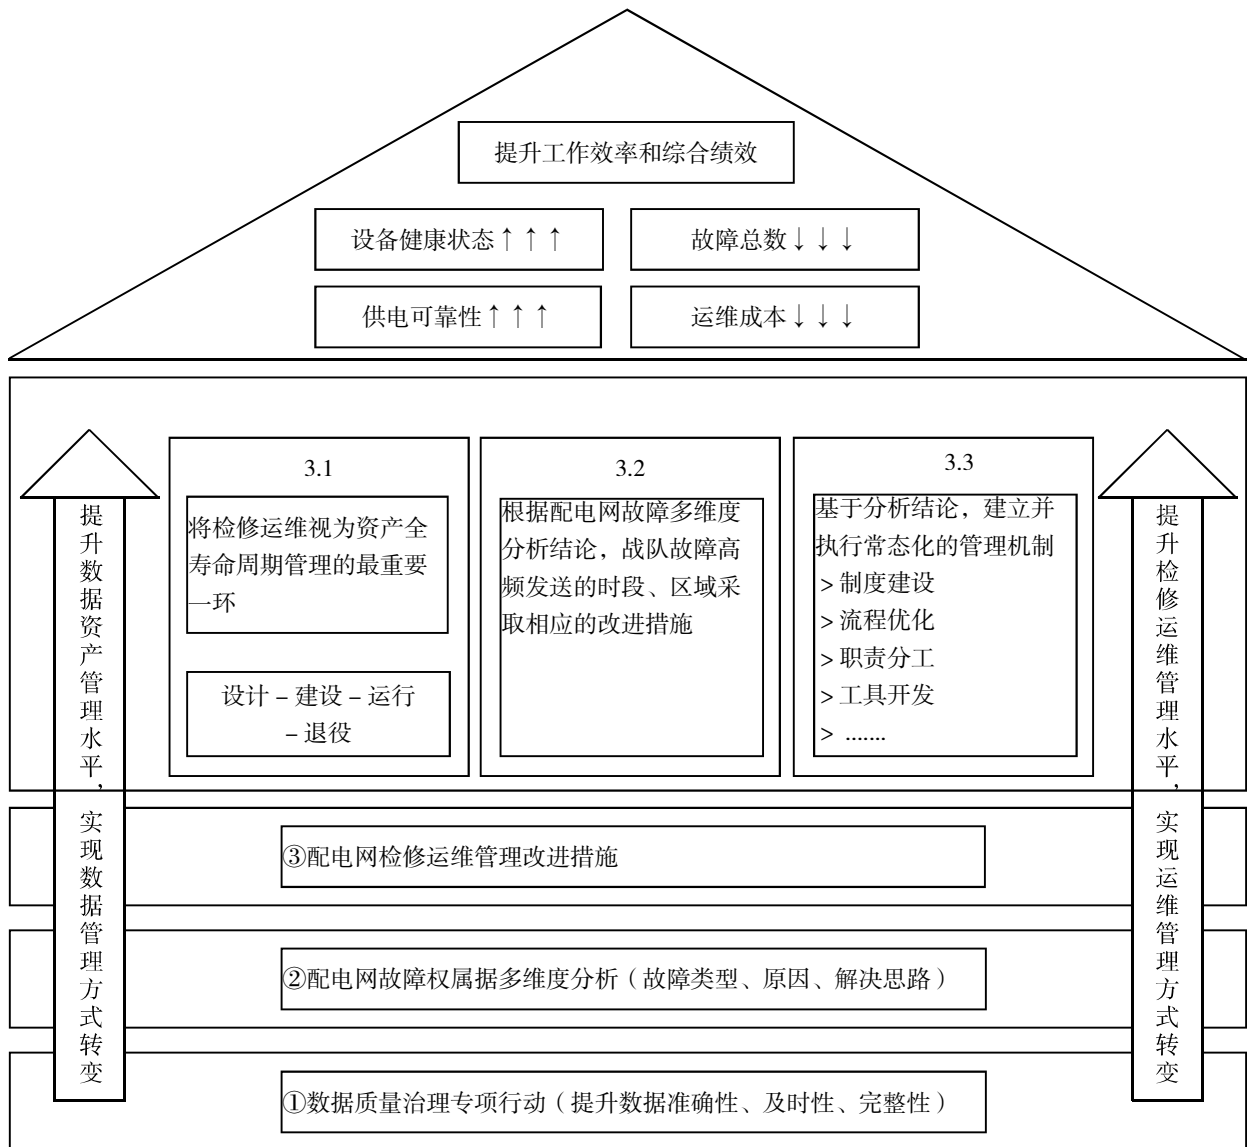 提升工作效率和综合绩效
设备健康状态↑↑↑
故障总数↓↓↓
供电可靠性↑↑↑
运维成本↓↓↓
提升数据资产管理水平，实现数据管理方式转变
3.1
将检修运维视为资产全
寿命周期管理的最重要
一环
设计－建设－运行
－退役
3.2
根据配电网故障多维度
分析结论，战队故障高
频发送的时段、区域采
取相应的改进措施
3.3
基于分析结论，建立并
执行常态化的管理机制
> 制度建设
> 流程优化
> 职责分工
> 工具开发
> .......
提升检修运维管理水平，实现运维管理方式转变
③配电网检修运维管理改进措施
②配电网故障权属据多维度分析（故障类型、原因、解决思路）
①数据质量治理专项行动（提升数据准确性、及时性、完整性）